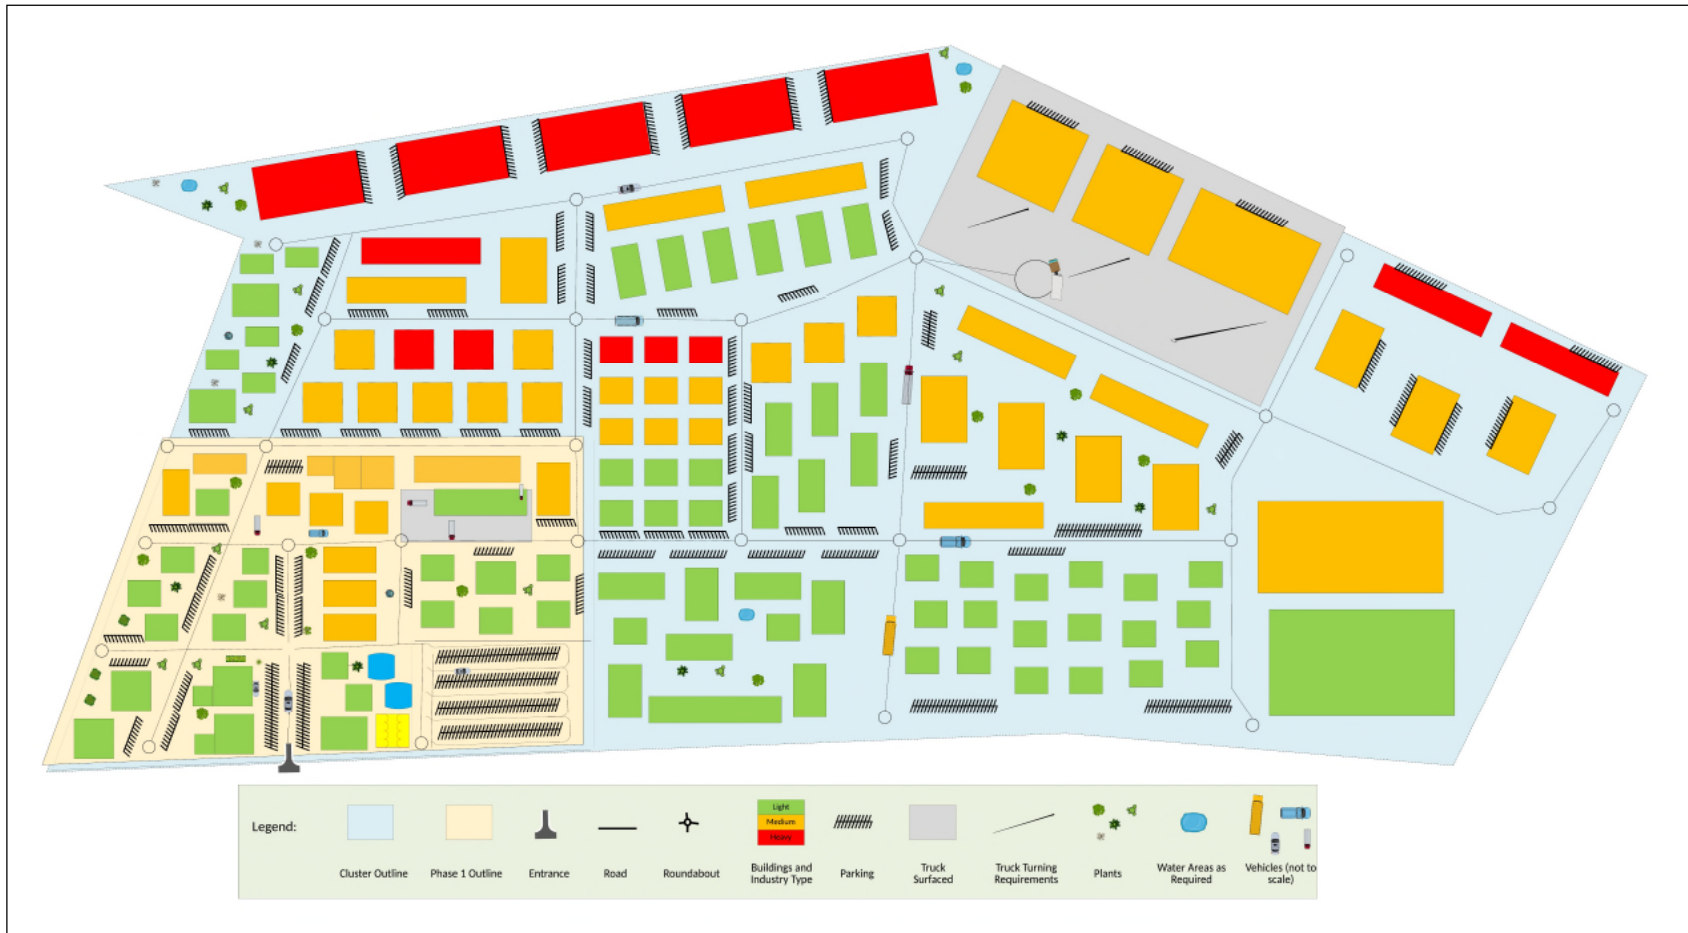 Legend:
Light
Medium
Heavy
Cluster Outline
Phase 1 Outline
Entrance
Road
Roundabout
Buildings and
Industry Type
Parking
Truck
Surfaced
Truck Turning
Requirements
Plants
Water Areas as
Required
Vehicles (not to
scale)